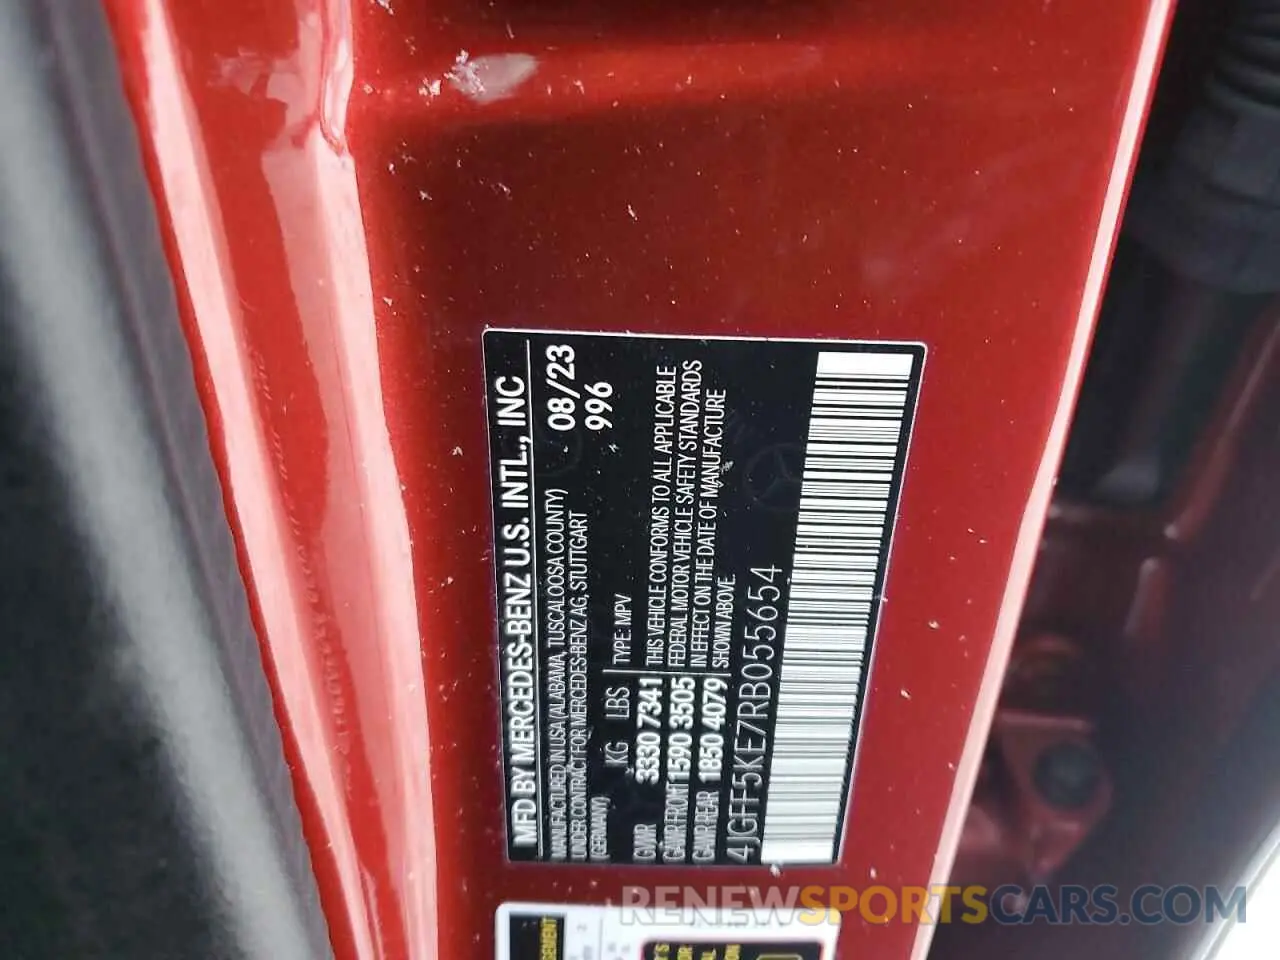 MFD BY MERCEDES-BENZ U.S. INTL., INC
MANUFACTURED IN USA (ALABAMA, TUSCALOOSA COUNTY)
UNDER CONTRACT FOR MERCEDES-BENZ AG, STUTTGART
(GERMANY)
08/23
996
KG LBS TYPE: MPV
GVWR 3330 7341
GAWR FRONT 1590 3505
GAWR REAR 1850 4079
THIS VEHICLE CONFORMS TO ALL APPLICABLE
FEDERAL MOTOR VEHICLE SAFETY STANDARDS
IN EFFECT ON THE DATE OF MANUFACTURE
SHOWN ABOVE.
4JGFF5KE7RB055654
RENEWSPORTSCARS.COM